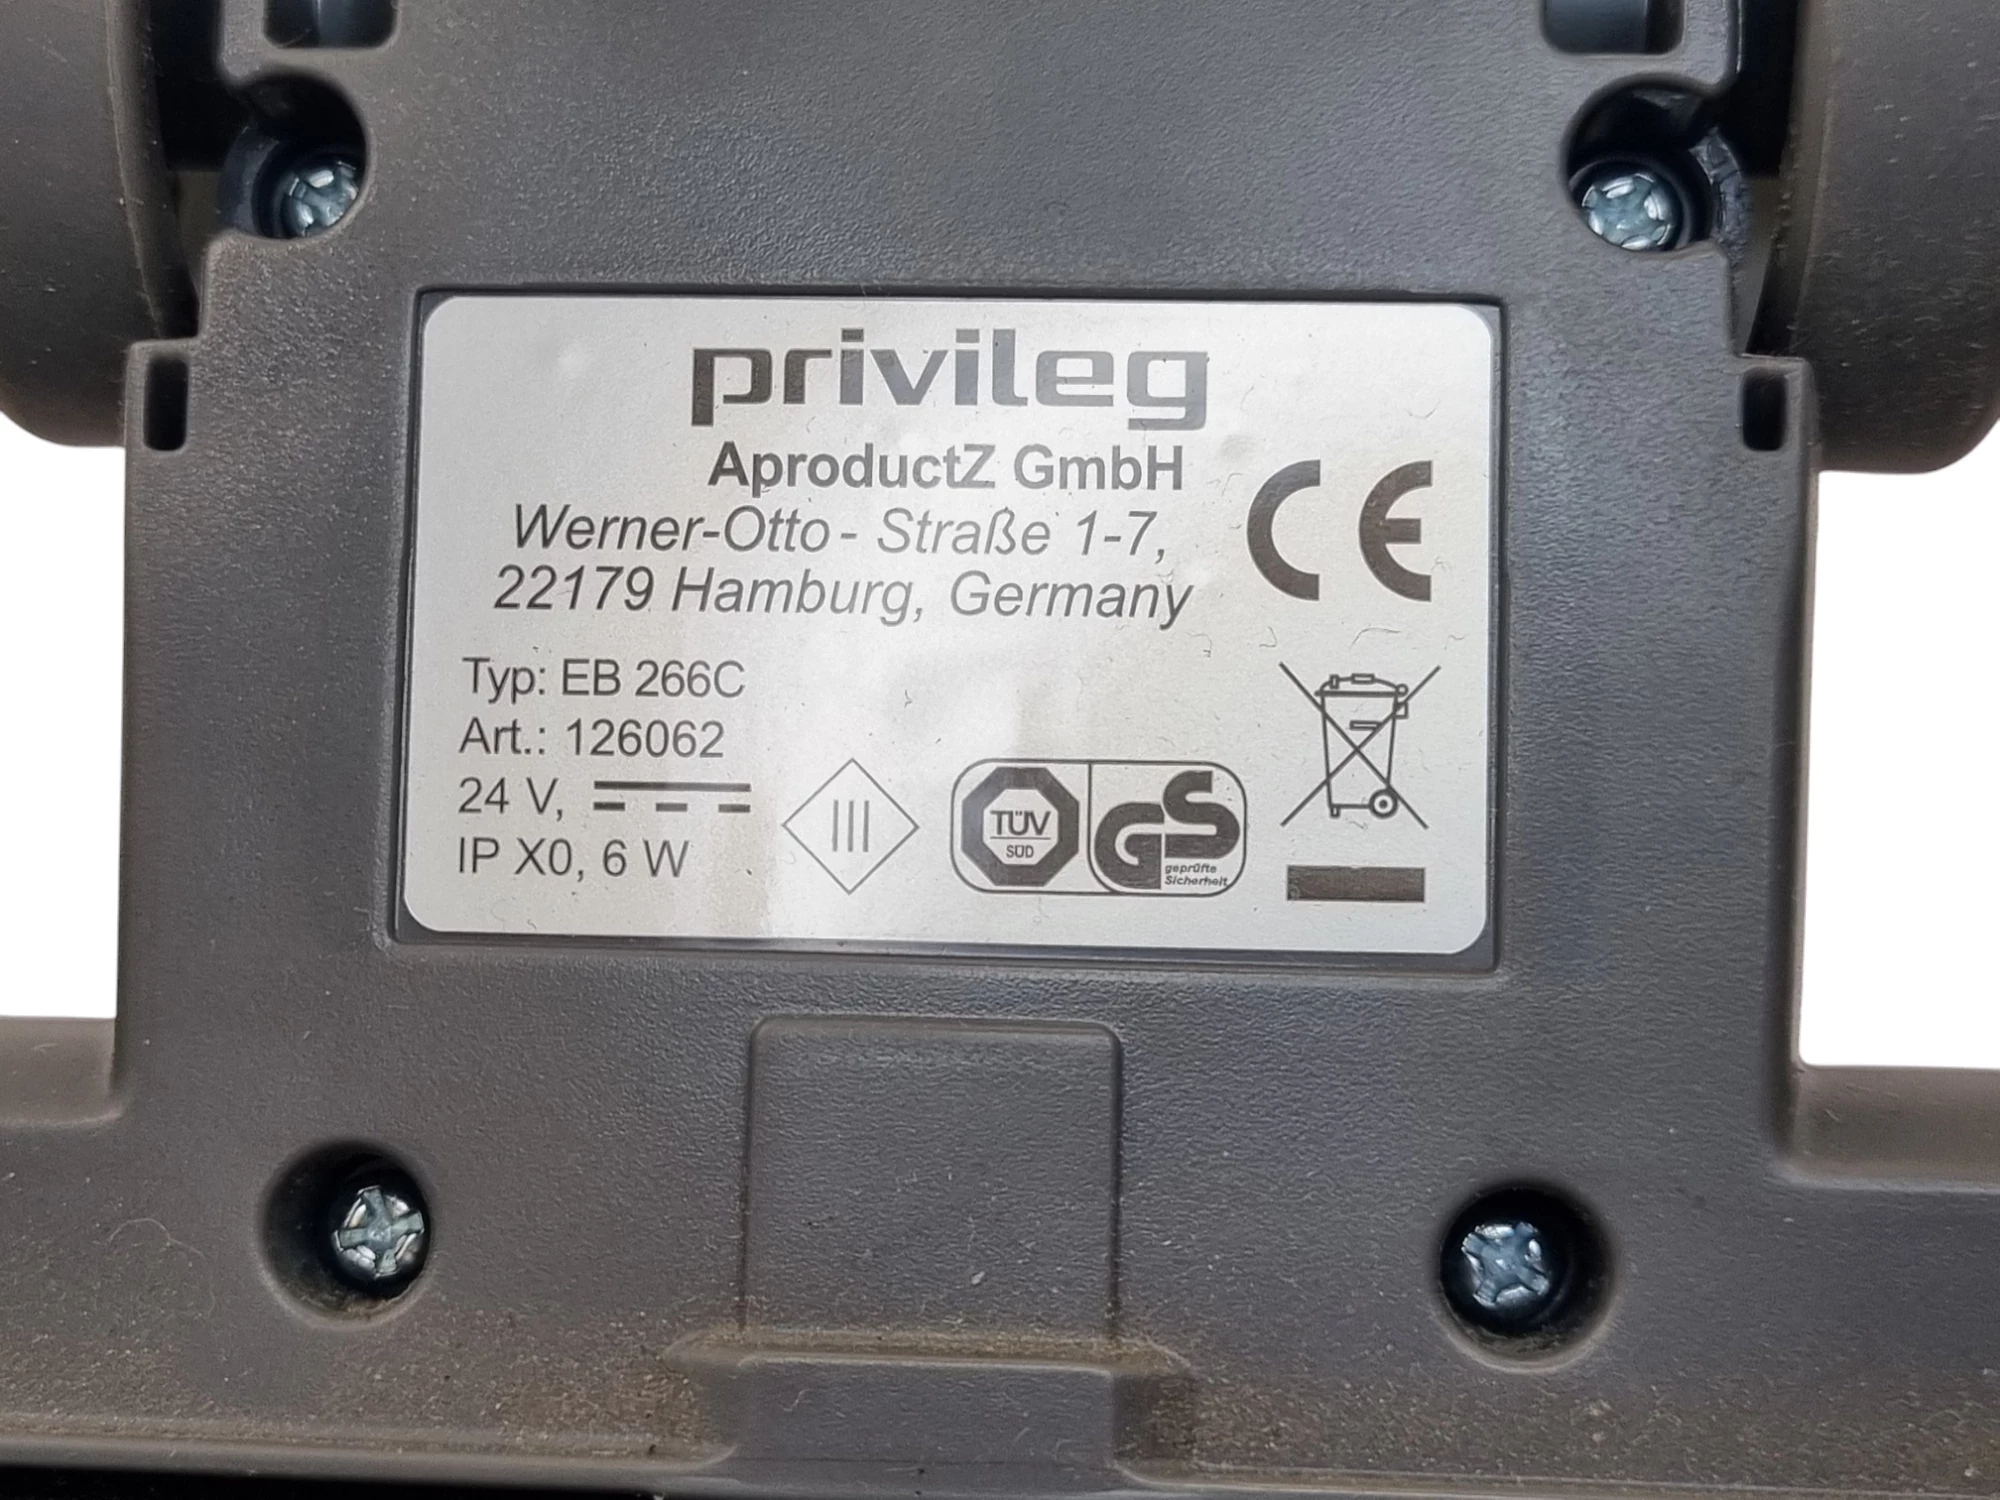 privileg
AproductZ GmbH
Werner-Otto- Straße 1-7,
22179 Hamburg, Germany
CE
Typ: EB 266C
Art.: 126062
24 V,
IP X0, 6 W
III
TÜV
SÜD
GS
geprüfte
Sicherheit